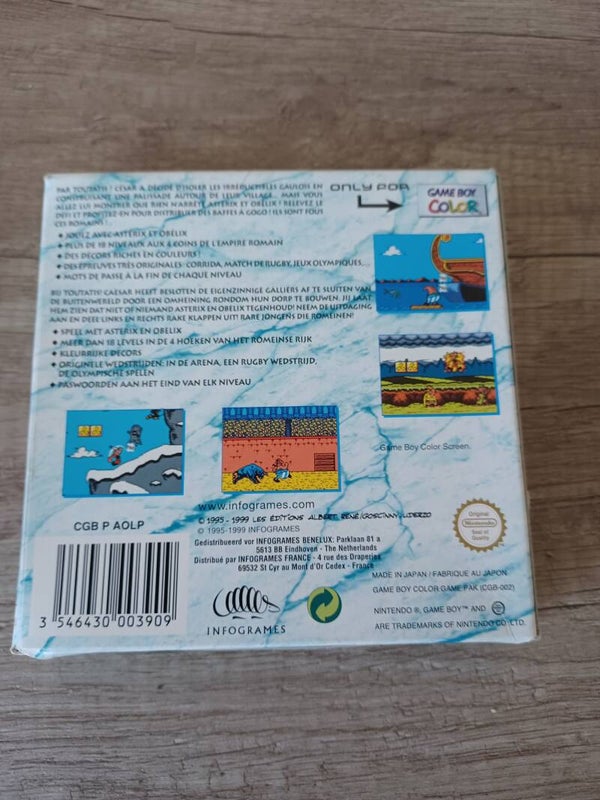 PAR TOUTATIS ! CÉSAR A DÉCIDÉ D'ISOLER LES IRRÉDUCTIBLES GAULOIS EN
CONSTRUISANT UNE PALISSADE AUTOUR DE LEUR VILLAGE... MAIS VOUS
ALLEZ LUI MONTRER QUE RIEN N'ARRÊTE ASTÉRIX ET OBÉLIX ! RELEVEZ LE
DÉFI ET PROFITEZ-EN POUR DISTRIBUER DES BAFFES À GOGO ! ILS SONT FOUS
CES ROMAINS !
ONLY FOR
GAME BOY
COLOR
• JOUEZ AVEC ASTÉRIX ET OBÉLIX
• PLUS DE 18 NIVEAUX AUX 4 COINS DE L'EMPIRE ROMAIN
• DES DÉCORS RICHES EN COULEURS !
• DES ÉPREUVES TRÈS ORIGINALES : CORRIDA, MATCH DE RUGBY, JEUX OLYMPIQUES,...
• MOTS DE PASSE À LA FIN DE CHAQUE NIVEAU
BIJ TOUTATIS! CAESAR HEEFT BESLOTEN DE EIGENZINNIGE GALLIËRS AF TE SLUITEN VAN
DE BUITENWERELD DOOR EEN OMHEINING RONDOM HUN DORP TE BOUWEN. JIJ LAAT
HEM ZIEN DAT NIET OF NIEMAND ASTERIX EN OBELIX TEGENHOUD! NEEM DE UITDAGING
AAN EN DEEL LINKS EN RECHTS RAKE KLAPPEN UIT! RARE JONGENS DIE ROMEINEN!
• SPEEL MET ASTERIX EN OBELIX
• MEER DAN 18 LEVELS IN DE 4 HOEKEN VAN HET ROMEINSE RIJK
• KLEURRIJKE DECORS
• ORIGINELE WEDSTRIJDEN: IN DE ARENA, EEN RUGBY WEDSTRIJD,
DE OLYMPISCHE SPELEN
• PASWOORDEN AAN HET EIND VAN ELK NIVEAU
Game Boy Color Screen.
www.infogrames.com
© 1995 - 1999 LES ÉDITIONS ALBERT RENÉ/GOSCINNY-UDERZO
© 1995-1999 INFOGRAMES
Gedistribueerd vor INFOGRAMES BENELUX: Parklaan 81 a
5613 BB Eindhoven - The Netherlands
Distribué par INFOGRAMES FRANCE - 4 rue des Draperies
69532 St Cyr au Mont d'Or Cedex - France
CGB P AOLP
3 546430 003909
INFOGRAMES
Original
Nintendo
Seal of
Quality
MADE IN JAPAN / FABRIQUÉ AU JAPON.
GAME BOY COLOR GAME PAK (CGB-002)
NINTENDO ®, GAME BOY™ AND
ARE TRADEMARKS OF NINTENDO CO., LTD.